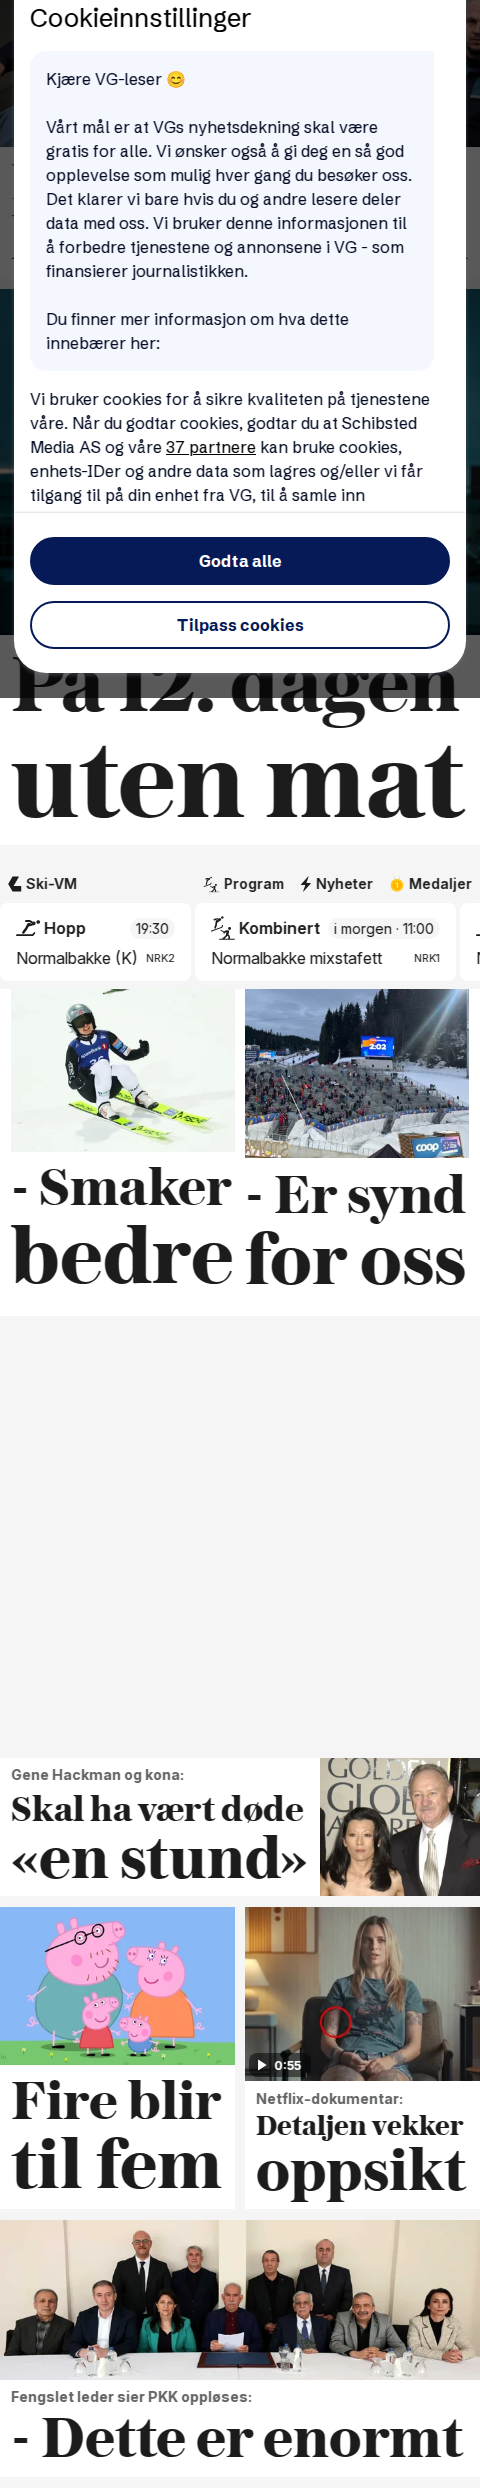 Cookieinnstillinger
Kjære VG-leser 😊
Vårt mål er at VGs nyhetsdekning skal være
gratis for alle. Vi ønsker også å gi deg en så god
opplevelse som mulig hver gang du besøker oss.
Det klarer vi bare hvis du og andre lesere deler
data med oss. Vi bruker denne informasjonen til
å forbedre tjenestene og annonsene i VG - som
finansierer journalistikken.
Du finner mer informasjon om hva dette
innebærer her:
Vi bruker cookies for å sikre kvaliteten på tjenestene
våre. Når du godtar cookies, godtar du at Schibsted
Media AS og våre 37 partnere kan bruke cookies,
enhets-IDer og andre data som lagres og/eller vi får
tilgang til på din enhet fra VG, til å samle inn
Godta alle
Tilpass cookies
På 12. dagen
uten mat
Ski-VM
Program
Nyheter
Medaljer
Hopp 19:30
Normalbakke (K) NRK2
Kombinert i morgen · 11:00
Normalbakke mixstafett NRK1
2:02
coop
- Smaker
bedre
- Er synd
for oss
Gene Hackman og kona:
Skal ha vært døde
«en stund»
GOLDEN
Fire blir
til fem
0:55
Netflix-dokumentar:
Detaljen vekker
oppsikt
Fengslet leder sier PKK oppløses:
- Dette er enormt